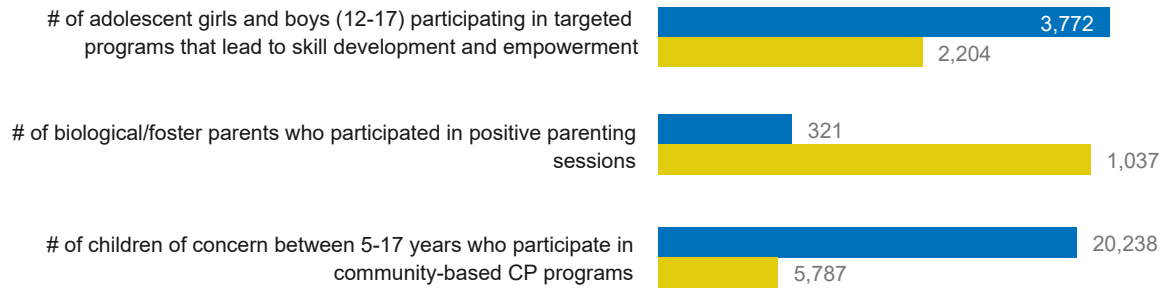 # of adolescent girls and boys (12-17) participating in targeted
programs that lead to skill development and empowerment
3,772
2,204
# of biological/foster parents who participated in positive parenting
sessions
321
1,037
# of children of concern between 5-17 years who participate in
community-based CP programs
20,238
5,787